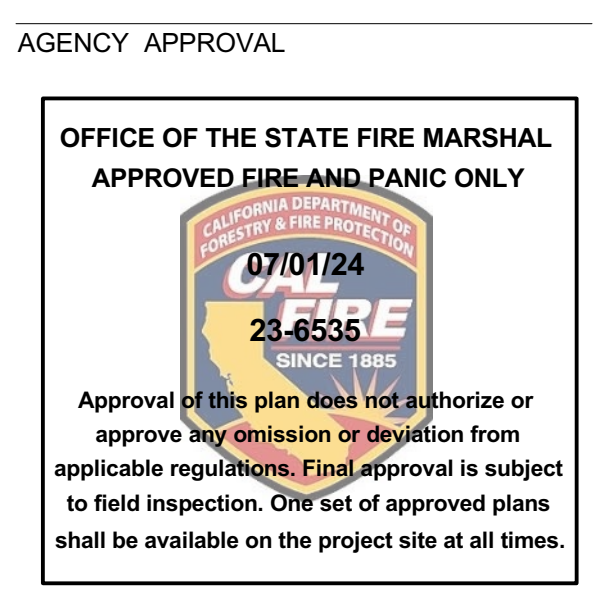 AGENCY APPROVAL
OFFICE OF THE STATE FIRE MARSHAL
APPROVED FIRE AND PANIC ONLY
CALIFORNIA DEPARTMENT OF
FORESTRY & FIRE PROTECTION
07/01/24
CAL
23-6535
FIRE
SINCE 1885
Approval of this plan does not authorize or
approve any omission or deviation from
applicable regulations. Final approval is subject
to field inspection. One set of approved plans
shall be available on the project site at all times.